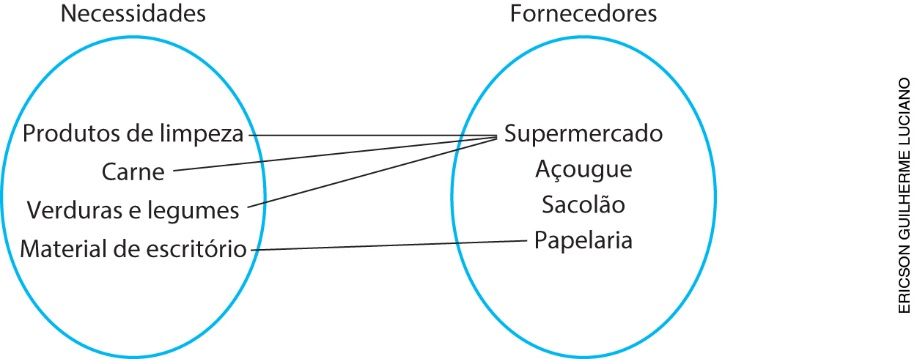 Necessidades
Fornecedores
Produtos de limpeza
Carne
Verduras e legumes
Material de escritório
Supermercado
Açougue
Sacolão
Papelaria
ERICSON GUILHERME LUCIANO